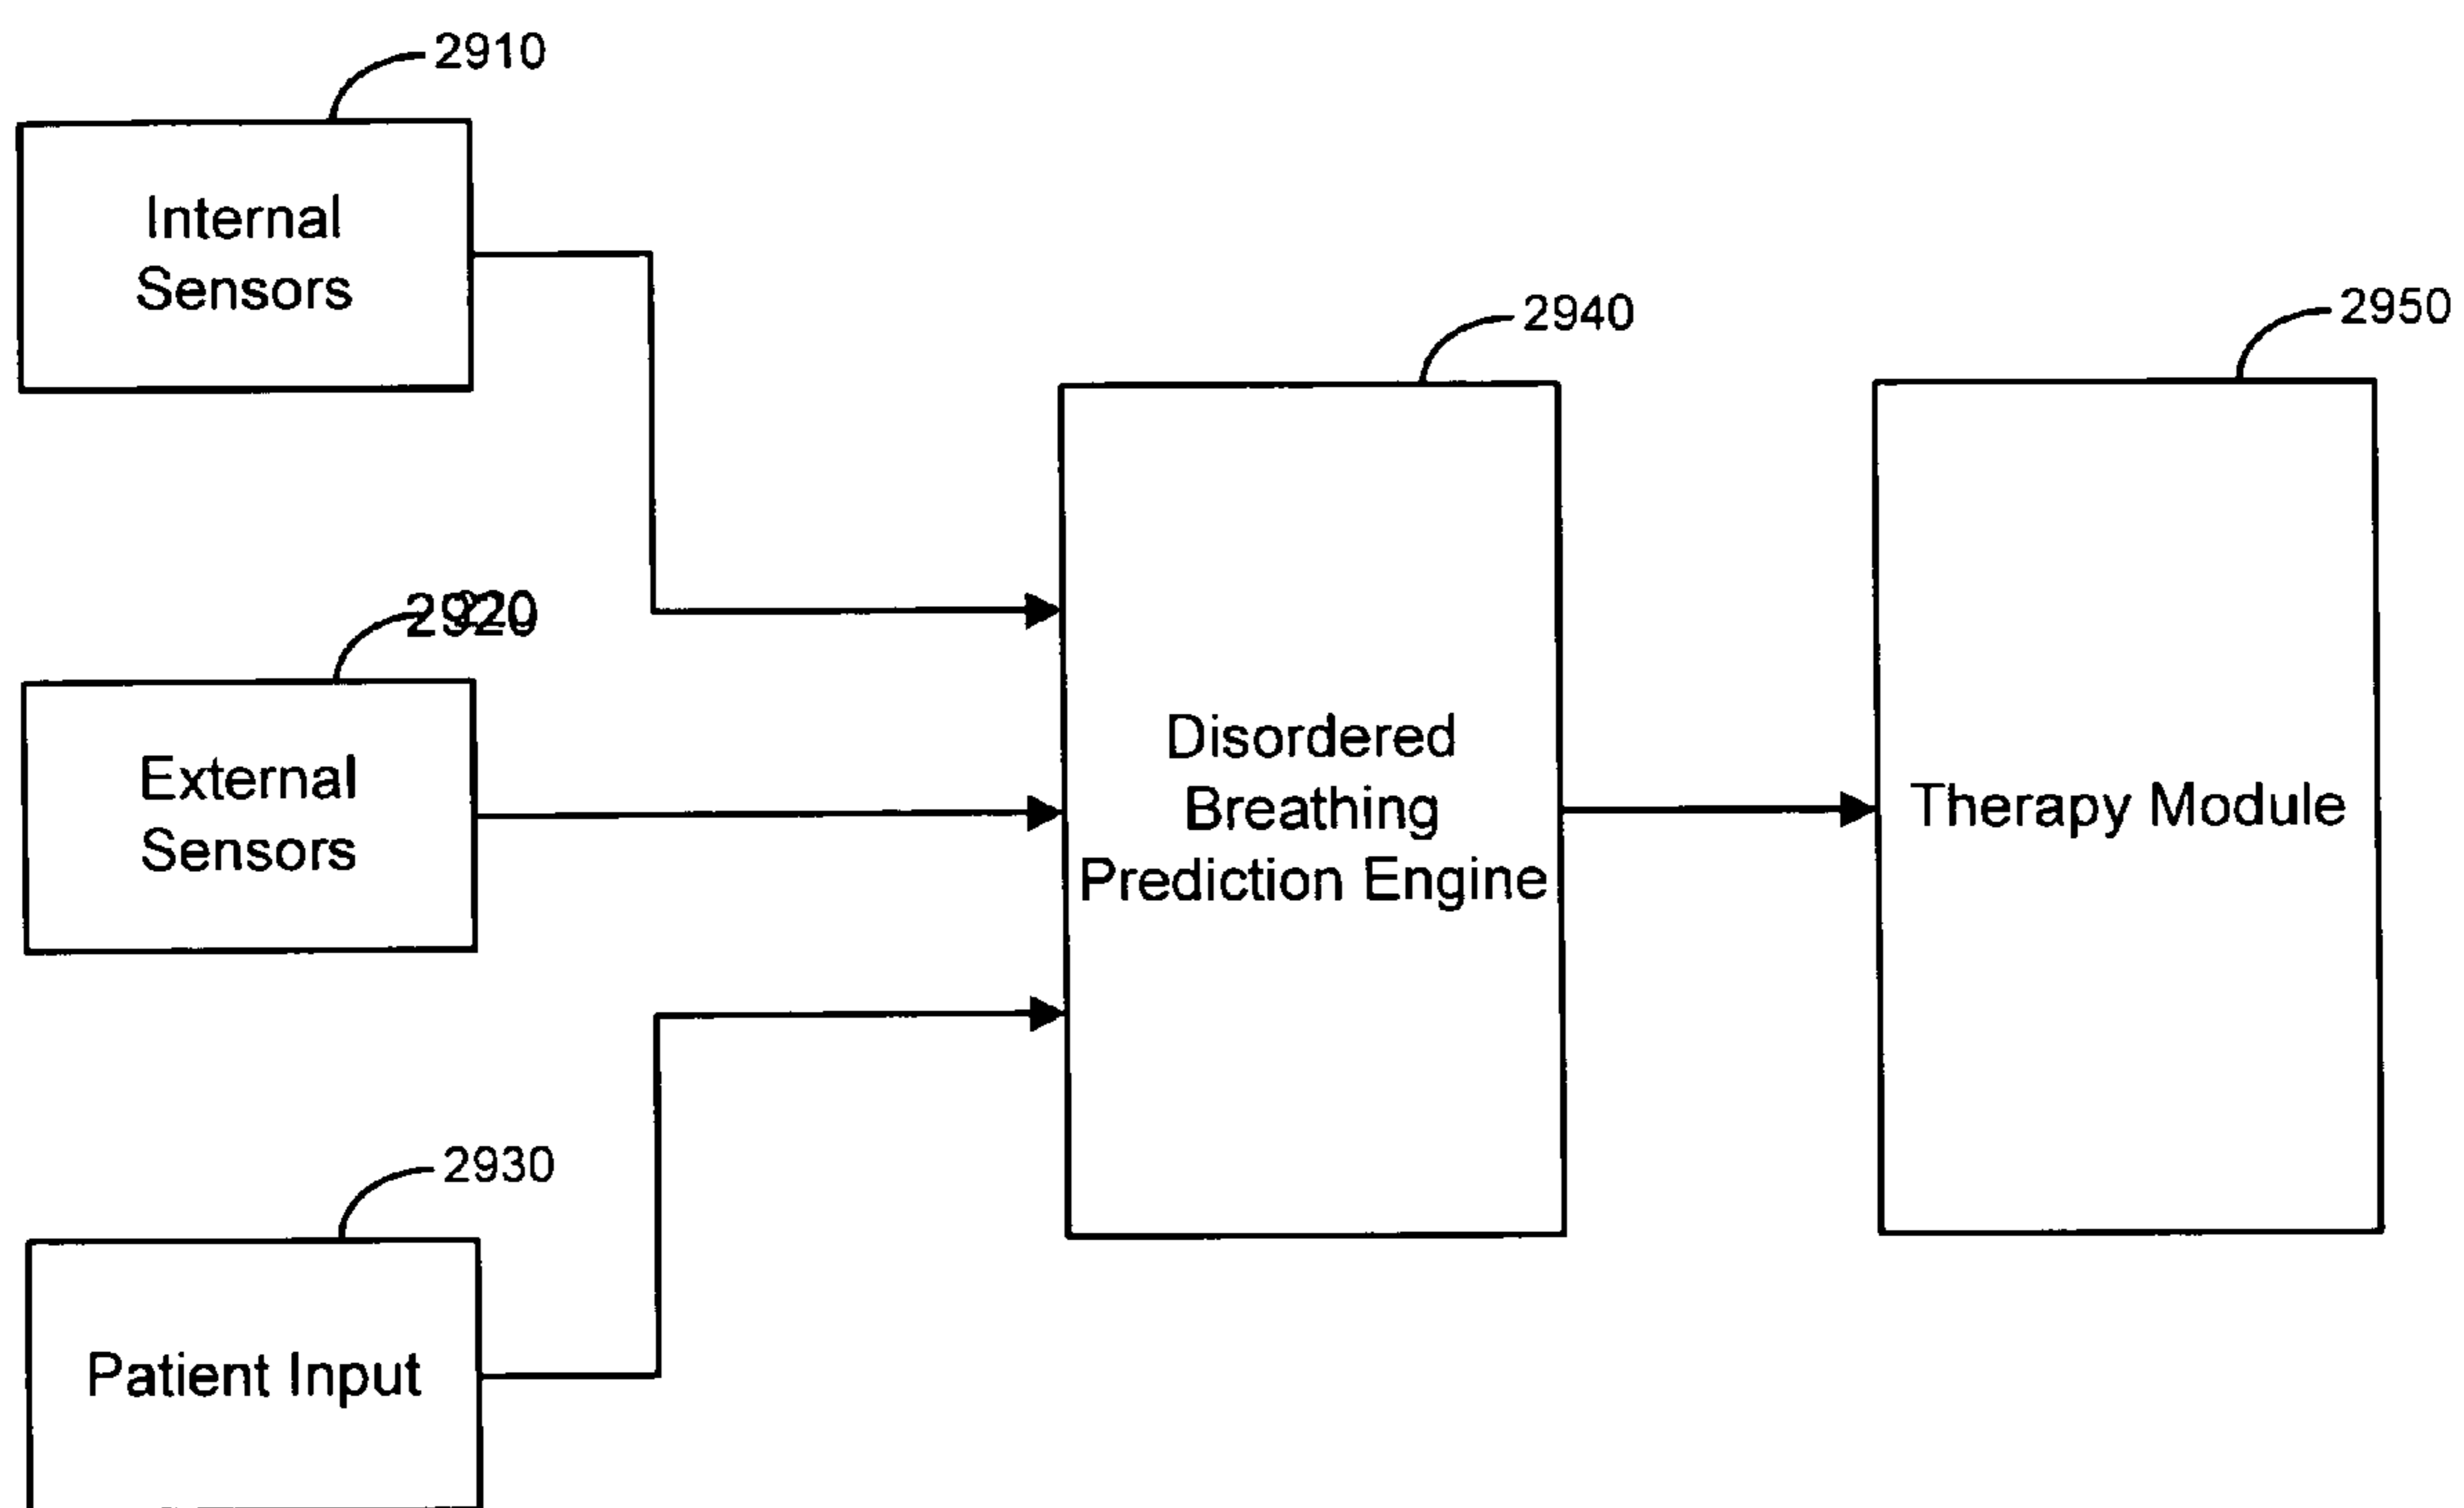 2910
Internal
Sensors
2920
External
Sensors
2930
Patient Input
2940
Disordered
Breathing
Prediction Engine
2950
Therapy Module